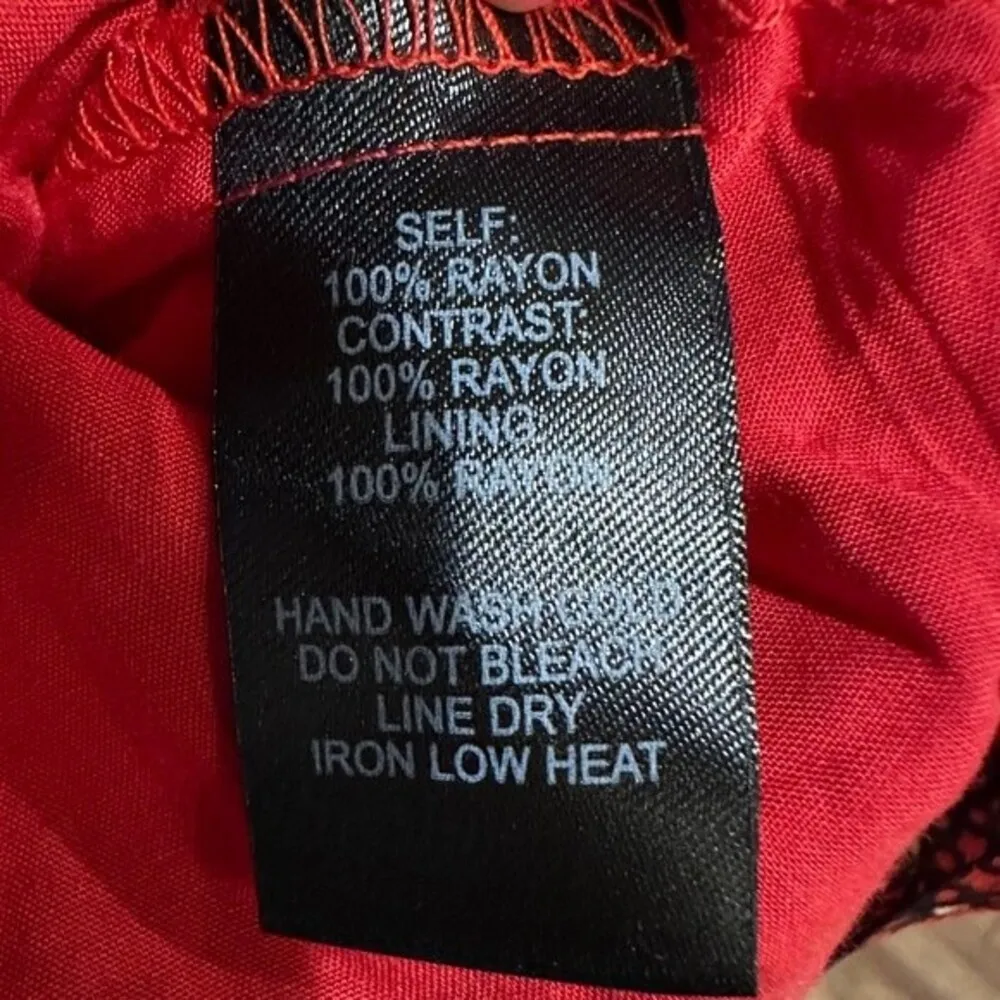 SELF:
100% RAYON
CONTRAST:
100% RAYON
LINING:
100% RAYON
HAND WASH COLD
DO NOT BLEACH
LINE DRY
IRON LOW HEAT